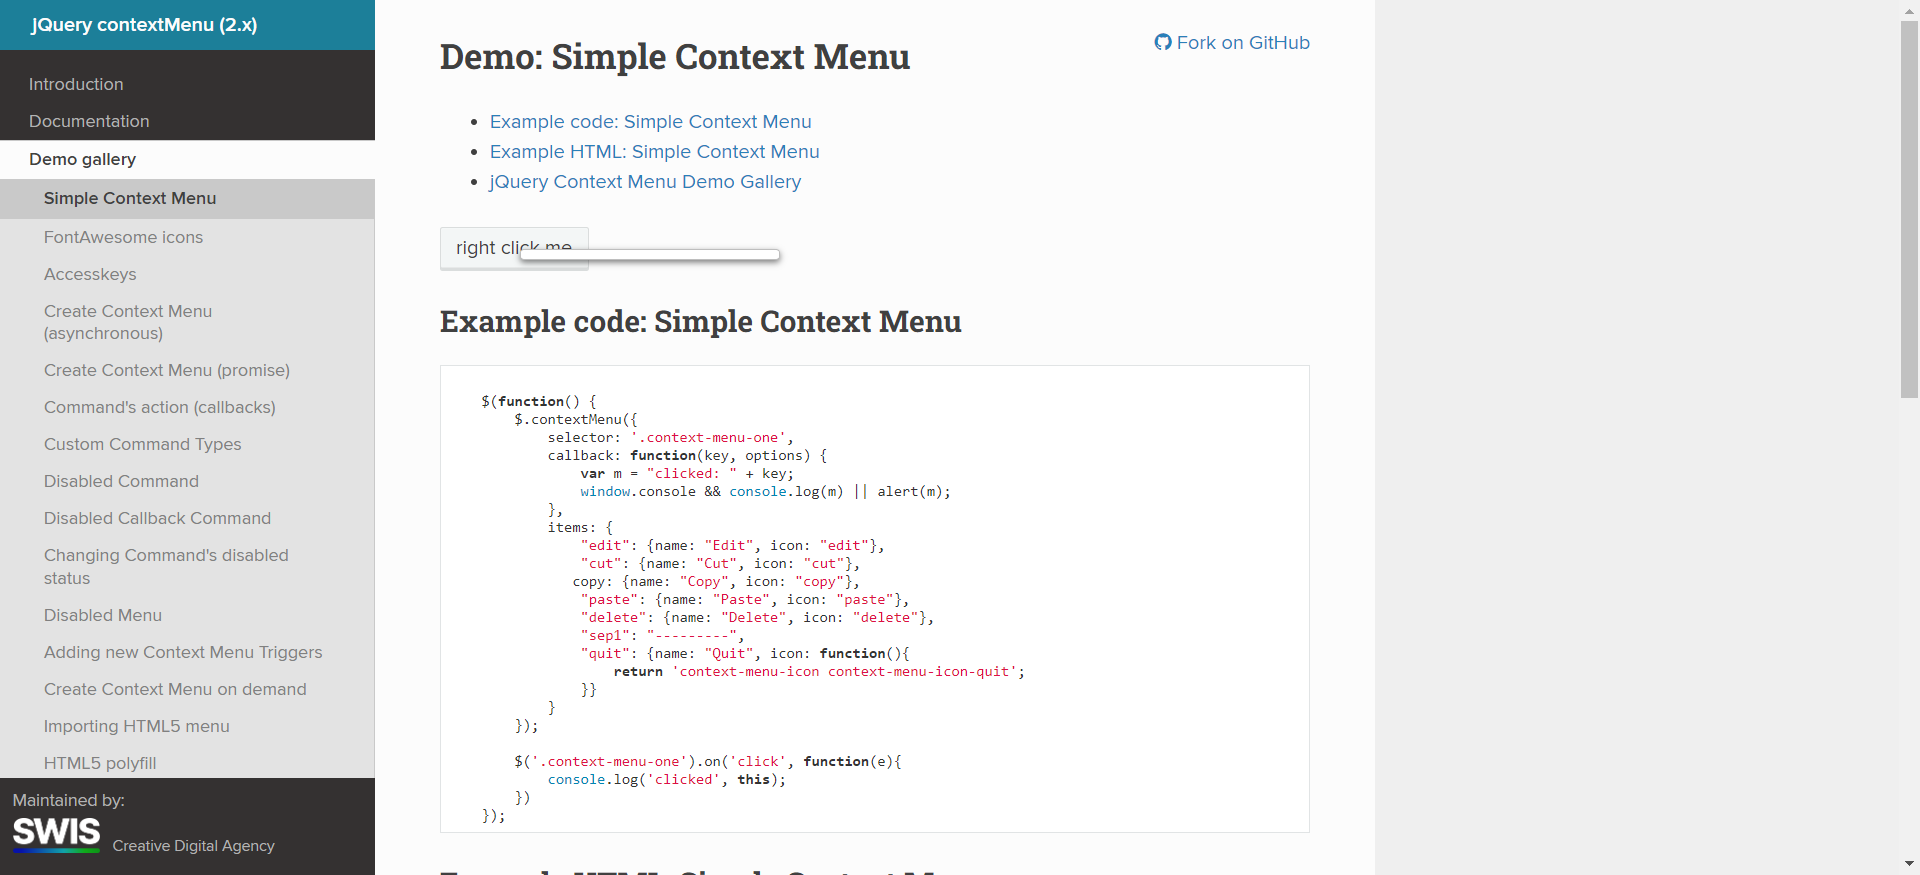 jQuery contextMenu (2.x)
Introduction
Documentation
Demo gallery
Simple Context Menu
FontAwesome icons
Accesskeys
Create Context Menu
(asynchronous)
Create Context Menu (promise)
Command's action (callbacks)
Custom Command Types
Disabled Command
Disabled Callback Command
Changing Command's disabled
status
Disabled Menu
Adding new Context Menu Triggers
Create Context Menu on demand
Importing HTML5 menu
HTML5 polyfill
Maintained by:
SWIS
Creative Digital Agency
Fork on GitHub
Demo: Simple Context Menu
Example code: Simple Context Menu
Example HTML: Simple Context Menu
jQuery Context Menu Demo Gallery
right click me
Example code: Simple Context Menu
$(function() {
$.contextMenu({
selector: '.context-menu-one',
callback: function(key, options) {
var m = "clicked: " + key;
window.console && console.log(m) || alert(m);
},
items: {
"edit": {name: "Edit", icon: "edit"},
"cut": {name: "Cut", icon: "cut"},
copy: {name: "Copy", icon: "copy"},
"paste": {name: "Paste", icon: "paste"},
"delete": {name: "Delete", icon: "delete"},
"sep1": "---------",
"quit": {name: "Quit", icon: function(){
return 'context-menu-icon context-menu-icon-quit';
}}
}
});
$('.context-menu-one').on('click', function(e){
console.log('clicked', this);
})
});
Example HTML: Simple Context M